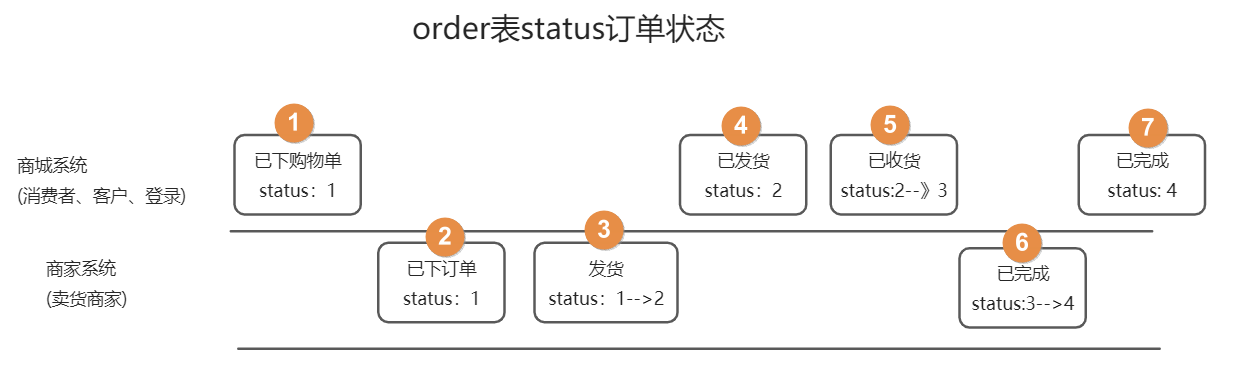 order表status订单状态
商城系统
(消费者、客户、登录)
1
已下购物单
status：1
4
已发货
status：2
5
已收货
status:2--》3
7
已完成
status: 4
商家系统
(卖货商家)
2
已下订单
status：1
3
发货
status：1-->2
6
已完成
status:3-->4